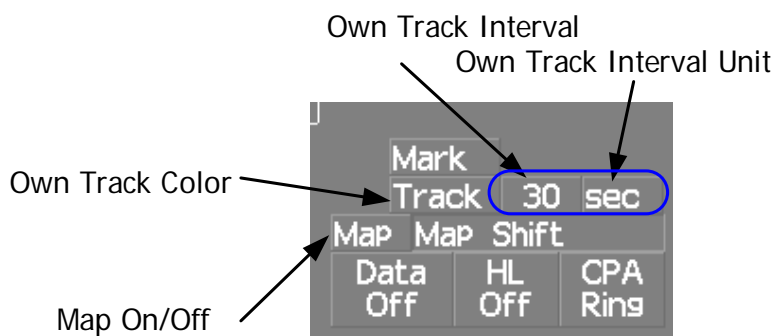 Own Track Interval
Own Track Interval Unit
Mark
Own Track Color
Track 30 sec
Map Map Shift
Data Off
HL Off
CPA Ring
Map On/Off